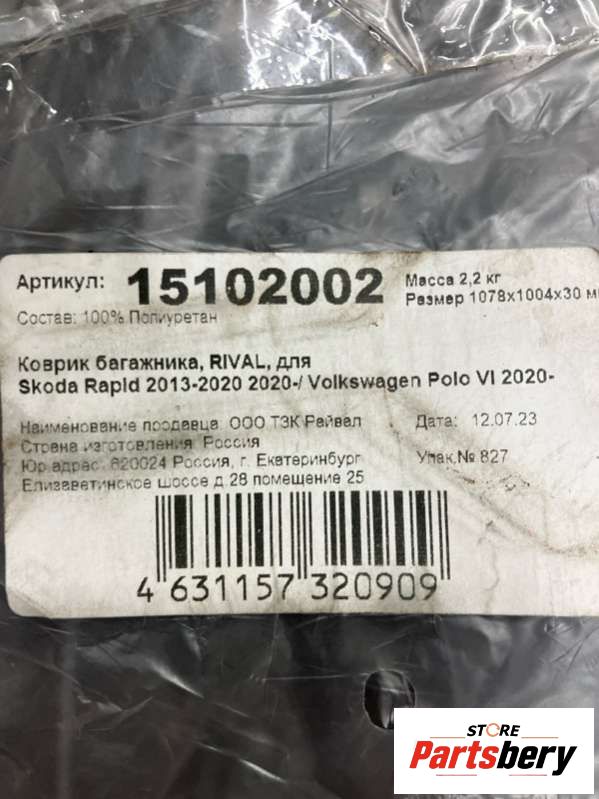 Артикул: 15102002
Масса 2,2 кг
Состав: 100% Полиуретан
Размер 1078x1004x30 м
Коврик багажника, RIVAL, для
Skoda Rapid 2013-2020 2020-/ Volkswagen Polo VI 2020-
Наименование продавца ООО ТЗК Райвал
Дата: 12.07.23
Страна изготовления: Россия
Юр адрес: 620024 Россия, г. Екатеринбург
Упак.№ 827
Елизаветинское шоссе д.28 помещение 25
4 631157 320909
STORE
Partsbery